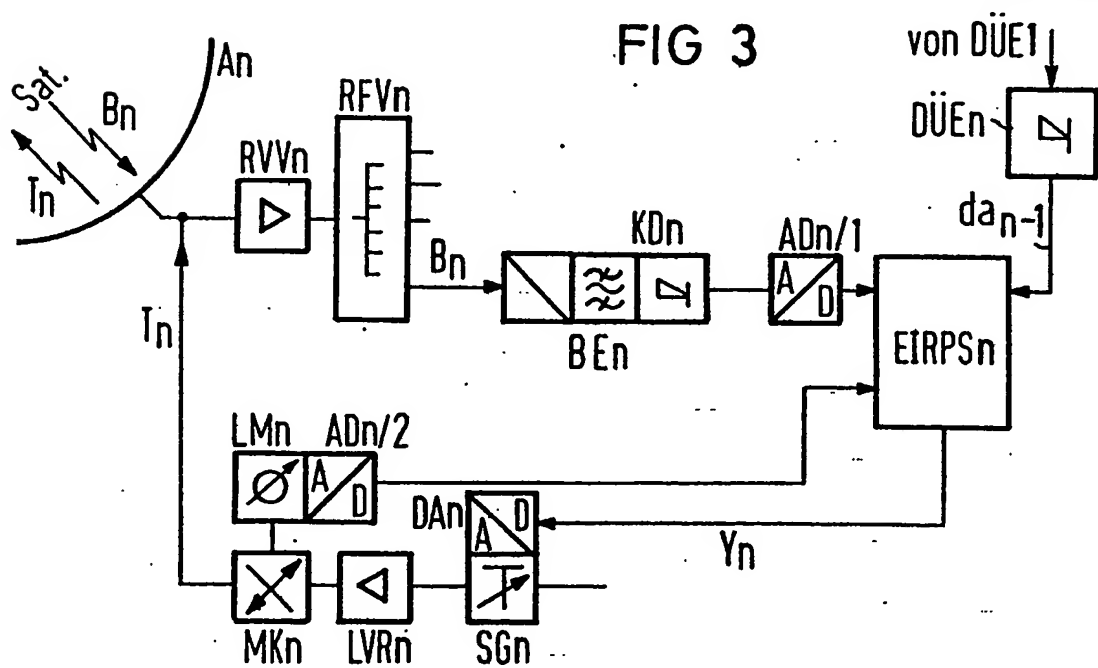 FIG 3
von DÜE1
An
Sat.
Bn
RFVn
DÜEn
Tn
RVVn
dan-1
KDn
ADn/1
Bn
A
D
Tn
BEn
EIRPSn
LMn
ADn/2
A
D
DAn
D
A
Yn
MKn
LVRn
SGn